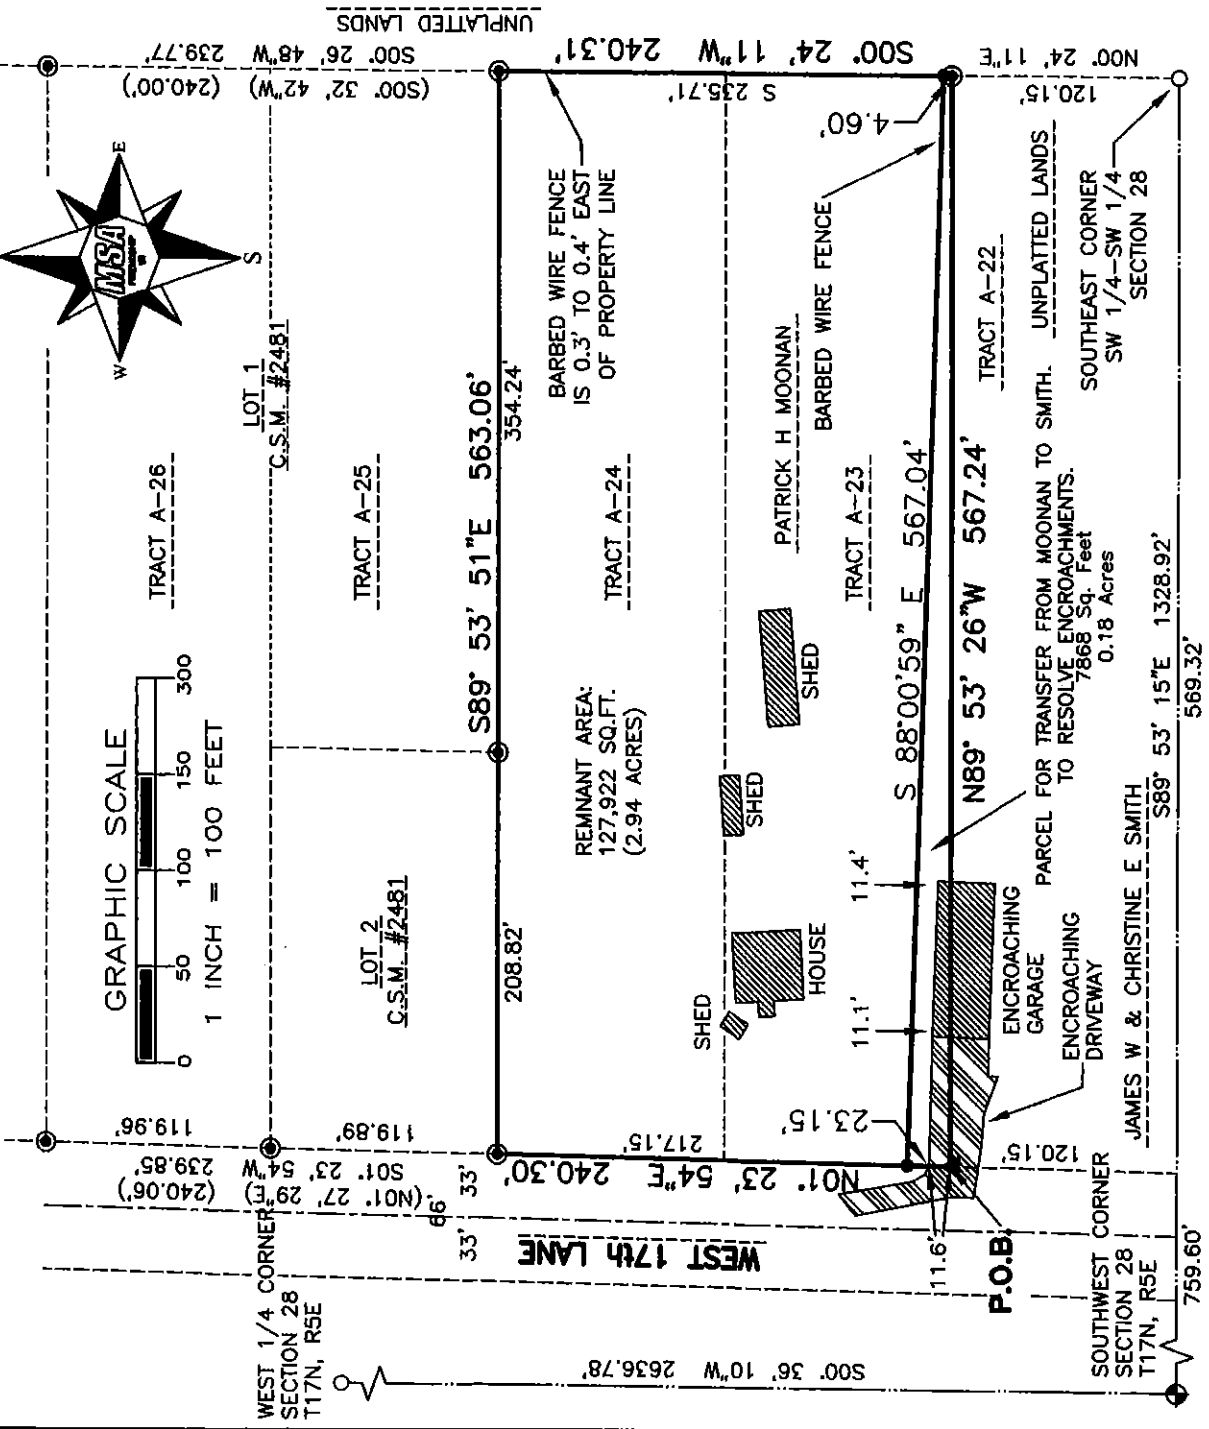 UNPLATTED LANDS
S00° 26' 48"W 239.77'
(S00° 32' 42"W) (240.00')
S00° 24' 11"W 240.31'
S 235.71'
N00° 24' 11"E
120.15'
4.60'
E
S
W
MSA
LOT 1
C.S.M. #2481
TRACT A-26
TRACT A-25
BARBED WIRE FENCE
IS 0.3' TO 0.4' EAST
OF PROPERTY LINE
S89° 53' 51"E 563.06'
354.24'
208.82'
TRACT A-24
PATRICK H MOONAN
BARBED WIRE FENCE
TRACT A-23
TRACT A-22
UNPLATTED LANDS
SOUTHEAST CORNER
SW 1/4-SW 1/4
SECTION 28
GRAPHIC SCALE
0 50 100 150 300
1 INCH = 100 FEET
LOT 2
C.S.M. #2481
REMNANT AREA:
127,922 SQ.FT.
(2.94 ACRES)
SHED
SHED
SHED
HOUSE
S 88°00'59" E 567.04'
N89° 53' 26"W 567.24'
PARCEL FOR TRANSFER FROM MOONAN TO SMITH.
TO RESOLVE ENCROACHMENTS.
7868 Sq. Feet
0.18 Acres
11.4'
11.1'
ENCROACHING
GARAGE
ENCROACHING
DRIVEWAY
JAMES W & CHRISTINE E SMITH
S89° 53' 15"E 1328.92'
569.32'
119.96'
119.89'
S01° 23' 54"W 239.85'
(N01° 27' 29"E) (240.06')
217.15'
23.15'
N01° 23' 54"E 240.30'
120.15'
33'
66'
33'
WEST 17th LANE
11.6'
P.O.B.
WEST 1/4 CORNER
SECTION 28
T17N, R5E
S00° 36' 10"W 2636.78'
SOUTHWEST CORNER
SECTION 28
T17N, R5E
759.60'